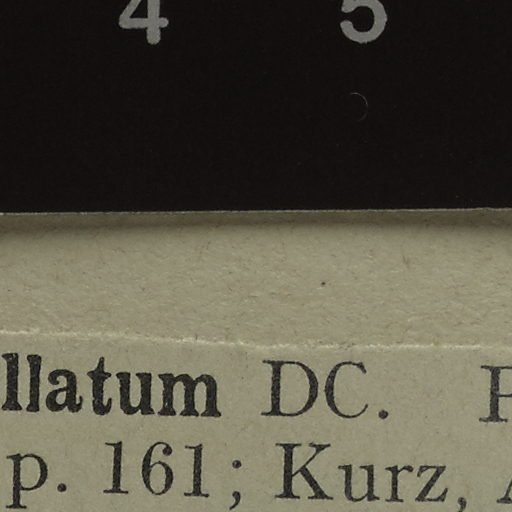 4 5
llatum DC.
p. 161; Kurz,